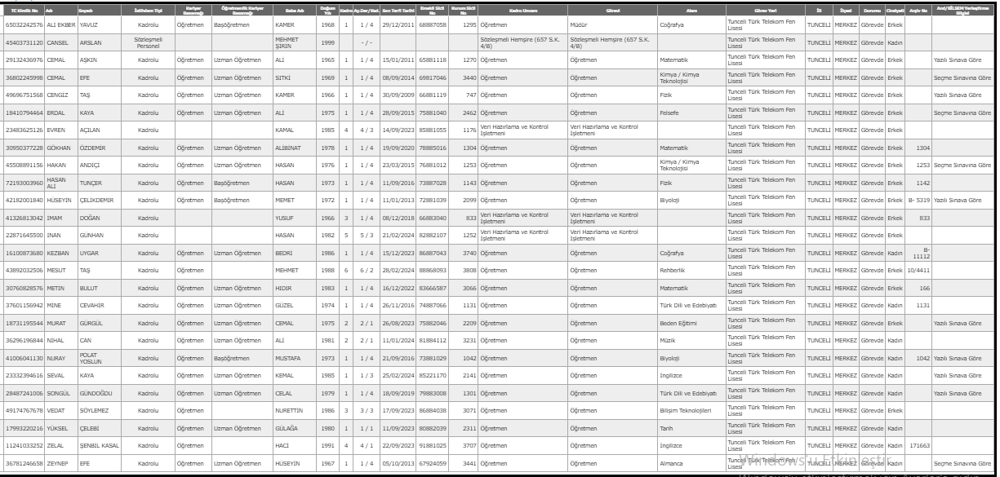 TC Kimlik No Adı Soyadı İstihdam Tipi Kariyer Basamağı Öğretmenlik Kariyer Basamağı Baba Adı Doğum Yılı Kadro Ay.Der/Kad. Son Terfi Tarihi Emekli Sicil No Kurum Sicil No Kadro Unvanı Görevi Alanı Görev Yeri İli İlçesi Durumu Cinsiyeti Arşiv No
65032242576 ALİ EKBER YAVUZ Kadrolu Öğretmen Başöğretmen KAMER 1968 1 1 / 4 29/12/2011 68887058 1295 Öğretmen Müdür Coğrafya Tunceli Türk Telekom Fen Lisesi TUNCELİ MERKEZ Görevde Erkek
45403731120 CANSEL ARSLAN Sözleşmeli Personel MEHMET ŞİRİN 1999 - / - Sözleşmeli Hemşire (657 S.K. 4/B) Sözleşmeli Hemşire (657 S.K. 4/B) Tunceli Türk Telekom Fen Lisesi TUNCELİ MERKEZ Görevde Kadın
29132436976 CEMAL AŞKIN Kadrolu Öğretmen Uzman Öğretmen ALİ 1965 1 1 / 4 15/01/2011 65881118 1270 Öğretmen Öğretmen Matematik Tunceli Türk Telekom Fen Lisesi TUNCELİ MERKEZ Görevde Erkek Yazılı Sınava Göre
36802245998 CEMAL EFE Kadrolu Öğretmen Uzman Öğretmen SITKI 1969 1 1 / 4 08/09/2014 69817046 3440 Öğretmen Öğretmen Kimya / Kimya Teknolojisi Tunceli Türk Telekom Fen Lisesi TUNCELİ MERKEZ Görevde Erkek Seçme Sınavına Göre
49696751568 CENGİZ TAŞ Kadrolu Öğretmen Uzman Öğretmen KAMER 1966 1 1 / 4 30/09/2009 66881119 747 Öğretmen Öğretmen Fizik Tunceli Türk Telekom Fen Lisesi TUNCELİ MERKEZ Görevde Erkek Yazılı Sınava Göre
18410794464 ERDAL KAYA Kadrolu Öğretmen Uzman Öğretmen ALİ 1975 1 1 / 4 28/09/2015 75881040 2462 Öğretmen Öğretmen Felsefe Tunceli Türk Telekom Fen Lisesi TUNCELİ MERKEZ Görevde Erkek Seçme Sınavına Göre
23483625126 EVREN AÇILAN Kadrolu KAMAL 1985 4 4 / 3 14/09/2023 85881055 1176 Veri Hazırlama ve Kontrol İşletmeni Veri Hazırlama ve Kontrol İşletmeni Tunceli Türk Telekom Fen Lisesi TUNCELİ MERKEZ Görevde Erkek
30950377228 GÖKHAN ÖZDEMİR Kadrolu Öğretmen Uzman Öğretmen ALİBİNAT 1978 1 1 / 4 19/09/2020 78885016 1304 Öğretmen Öğretmen Matematik Tunceli Türk Telekom Fen Lisesi TUNCELİ MERKEZ Görevde Erkek 1304
45508891156 HAKAN ANDIÇI Kadrolu Öğretmen Uzman Öğretmen HASAN 1976 1 1 / 4 23/03/2015 76881012 1253 Öğretmen Öğretmen Kimya / Kimya Teknolojisi Tunceli Türk Telekom Fen Lisesi TUNCELİ MERKEZ Görevde Erkek 1253 Seçme Sınavına Göre
72193003960 HASAN ALİ TUNÇER Kadrolu Öğretmen Başöğretmen HASAN 1973 1 1 / 4 11/09/2016 73887028 1143 Öğretmen Öğretmen Fizik Tunceli Türk Telekom Fen Lisesi TUNCELİ MERKEZ Görevde Erkek 1142
42182001840 HÜSEYİN ÇELİKDEMİR Kadrolu Öğretmen Başöğretmen MEMET 1972 1 1 / 4 11/01/2013 72881039 2099 Öğretmen Öğretmen Biyoloji Tunceli Türk Telekom Fen Lisesi TUNCELİ MERKEZ Görevde Erkek B- 5319 Yazılı Sınava Göre
41326813042 İMAM DOĞAN Kadrolu YUSUF 1966 3 1 / 4 08/12/2018 66883040 833 Veri Hazırlama ve Kontrol İşletmeni Veri Hazırlama ve Kontrol İşletmeni Tunceli Türk Telekom Fen Lisesi TUNCELİ MERKEZ Görevde Erkek 833
22871645500 İNAN GÜNHAN Kadrolu HASAN 1982 5 5 / 3 21/02/2024 82882107 1252 Veri Hazırlama ve Kontrol İşletmeni Veri Hazırlama ve Kontrol İşletmeni Tunceli Türk Telekom Fen Lisesi TUNCELİ MERKEZ Görevde Erkek
16100873680 KEZBAN UYGAR Kadrolu Öğretmen Uzman Öğretmen BEDRİ 1986 1 1 / 4 15/12/2023 86887043 3740 Öğretmen Öğretmen Coğrafya Tunceli Türk Telekom Fen Lisesi TUNCELİ MERKEZ Görevde Kadın B- 11112
43892032506 MESUT TAŞ Kadrolu Öğretmen MEHMET 1988 6 6 / 2 28/02/2024 88868093 3808 Öğretmen Öğretmen Rehberlik Tunceli Türk Telekom Fen Lisesi TUNCELİ MERKEZ Görevde Erkek 10/4411
30760828576 METİN BULUT Kadrolu Öğretmen Uzman Öğretmen HIDIR 1983 1 1 / 4 16/12/2022 83666587 3066 Öğretmen Öğretmen Matematik Tunceli Türk Telekom Fen Lisesi TUNCELİ MERKEZ Görevde Erkek 166
37601156942 MİNE CEVAHİR Kadrolu Öğretmen Uzman Öğretmen GÜZEL 1974 1 1 / 4 26/11/2016 74887066 1131 Öğretmen Öğretmen Türk Dili ve Edebiyatı Tunceli Türk Telekom Fen Lisesi TUNCELİ MERKEZ Görevde Kadın 1131
18731195544 MURAT GÜRGÜL Kadrolu Öğretmen Uzman Öğretmen CEMAL 1975 2 2 / 1 26/08/2023 75882046 2209 Öğretmen Öğretmen Beden Eğitimi Tunceli Türk Telekom Fen Lisesi TUNCELİ MERKEZ Görevde Erkek Yazılı Sınava Göre
36296196844 NİHAL CAN Kadrolu Öğretmen Uzman Öğretmen ALİ 1981 2 2 / 1 11/01/2024 81884112 3231 Öğretmen Öğretmen Müzik Tunceli Türk Telekom Fen Lisesi TUNCELİ MERKEZ Görevde Kadın
41006041130 NURAY POLAT YOSLUN Kadrolu Öğretmen Başöğretmen MUSTAFA 1973 1 1 / 4 21/09/2016 73881029 1042 Öğretmen Öğretmen Biyoloji Tunceli Türk Telekom Fen Lisesi TUNCELİ MERKEZ Görevde Kadın 1042 Yazılı Sınava Göre
23332394616 SEVAL KAYA Kadrolu Öğretmen Uzman Öğretmen KEMAL 1985 1 1 / 3 25/02/2024 85221170 2141 Öğretmen Öğretmen İngilizce Tunceli Türk Telekom Fen Lisesi TUNCELİ MERKEZ Görevde Kadın Yazılı Sınava Göre
28487241006 SONGÜL GÜNDOĞDU Kadrolu Öğretmen Uzman Öğretmen CELAL 1979 1 1 / 4 18/09/2019 79883008 1301 Öğretmen Öğretmen Türk Dili ve Edebiyatı Tunceli Türk Telekom Fen Lisesi TUNCELİ MERKEZ Görevde Kadın Yazılı Sınava Göre
49174767678 VEDAT SÖYLEMEZ Kadrolu Öğretmen NURETTİN 1986 3 3 / 3 17/09/2023 86884038 3071 Öğretmen Öğretmen Bilişim Teknolojileri Tunceli Türk Telekom Fen Lisesi TUNCELİ MERKEZ Görevde Erkek
17993220216 YÜKSEL ÇELEBİ Kadrolu Öğretmen Uzman Öğretmen GÜLAĞA 1980 1 1 / 1 11/09/2023 80882039 2311 Öğretmen Öğretmen Tarih Tunceli Türk Telekom Fen Lisesi TUNCELİ MERKEZ Görevde Kadın
11241033252 ZELAL ŞENBİL KASAL Kadrolu Öğretmen HACI 1991 4 4 / 1 22/09/2023 91881025 3707 Öğretmen Öğretmen İngilizce Tunceli Türk Telekom Fen Lisesi TUNCELİ MERKEZ Görevde Kadın 171663
36781246658 ZEYNEP EFE Kadrolu Öğretmen Uzman Öğretmen HÜSEYİN 1967 1 1 / 4 05/10/2013 67924059 3441 Öğretmen Öğretmen Almanca Tunceli Türk Telekom Fen Lisesi TUNCELİ MERKEZ Görevde Kadın Seçme Sınavına Göre
Windows'u Etkinleştir